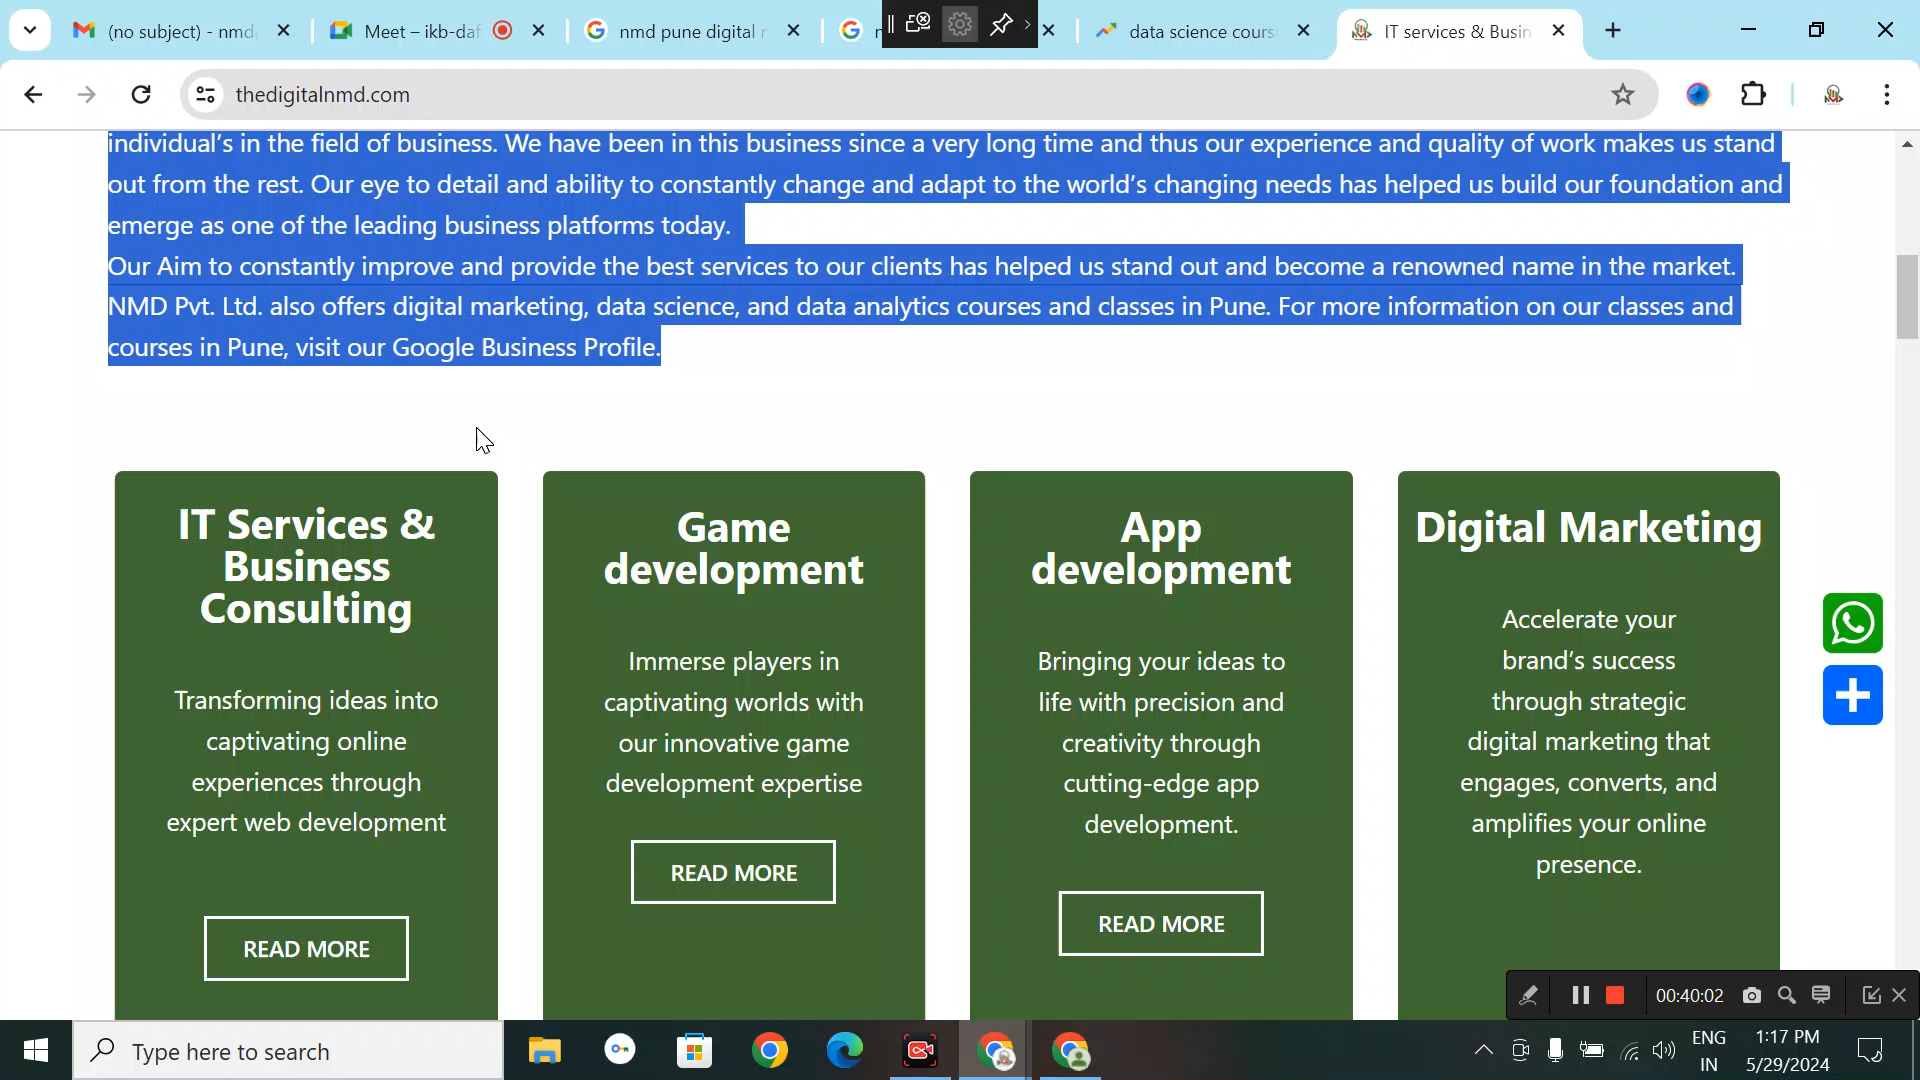 (no subject) - nmd
Meet – ikb-daf
nmd pune digital
data science cours
IT services & Busin
thedigitalnmd.com
individual’s in the field of business. We have been in this business since a very long time and thus our experience and quality of work makes us stand
out from the rest. Our eye to detail and ability to constantly change and adapt to the world’s changing needs has helped us build our foundation and
emerge as one of the leading business platforms today.
Our Aim to constantly improve and provide the best services to our clients has helped us stand out and become a renowned name in the market.
NMD Pvt. Ltd. also offers digital marketing, data science, and data analytics courses and classes in Pune. For more information on our classes and
courses in Pune, visit our Google Business Profile.
IT Services &
Business
Consulting
Transforming ideas into
captivating online
experiences through
expert web development
READ MORE
Game
development
Immerse players in
captivating worlds with
our innovative game
development expertise
READ MORE
App
development
Bringing your ideas to
life with precision and
creativity through
cutting-edge app
development.
READ MORE
Digital Marketing
Accelerate your
brand’s success
through strategic
digital marketing that
engages, converts, and
amplifies your online
presence.
00:40:02
Type here to search
ENG
IN
1:17 PM
5/29/2024